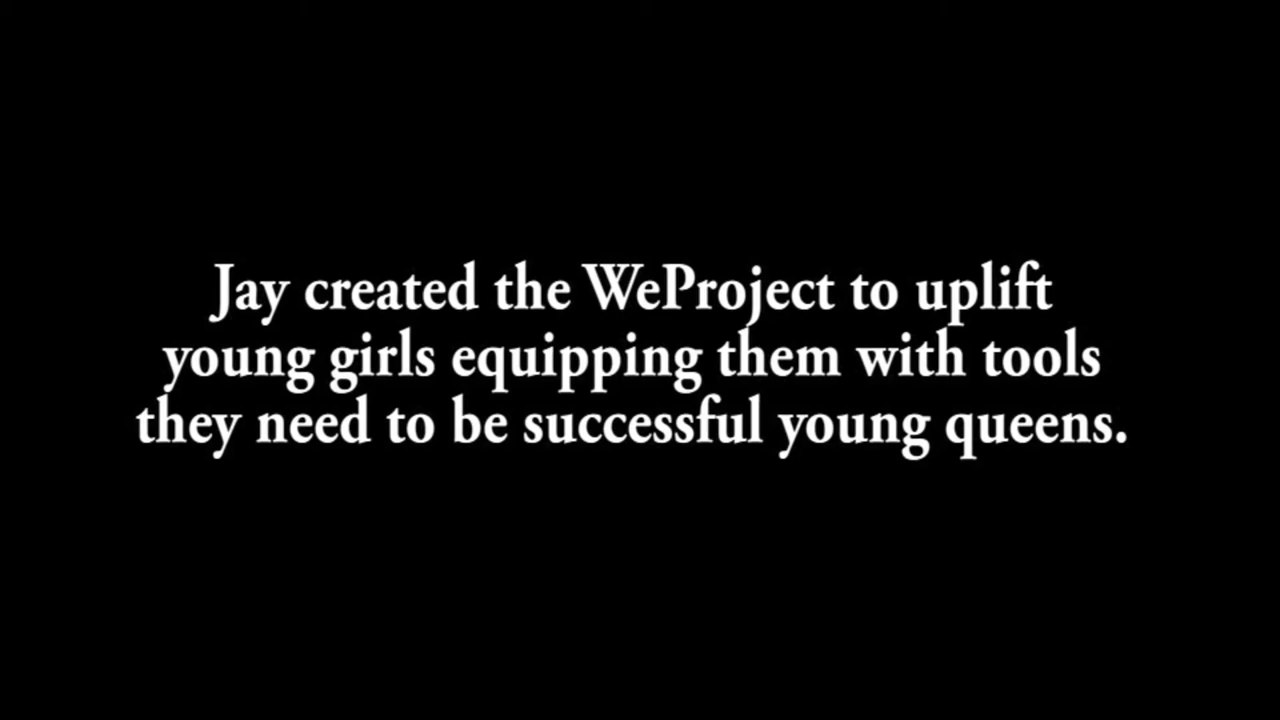 Jay created the WeProject to uplift
young girls equipping them with tools
they need to be successful young queens.